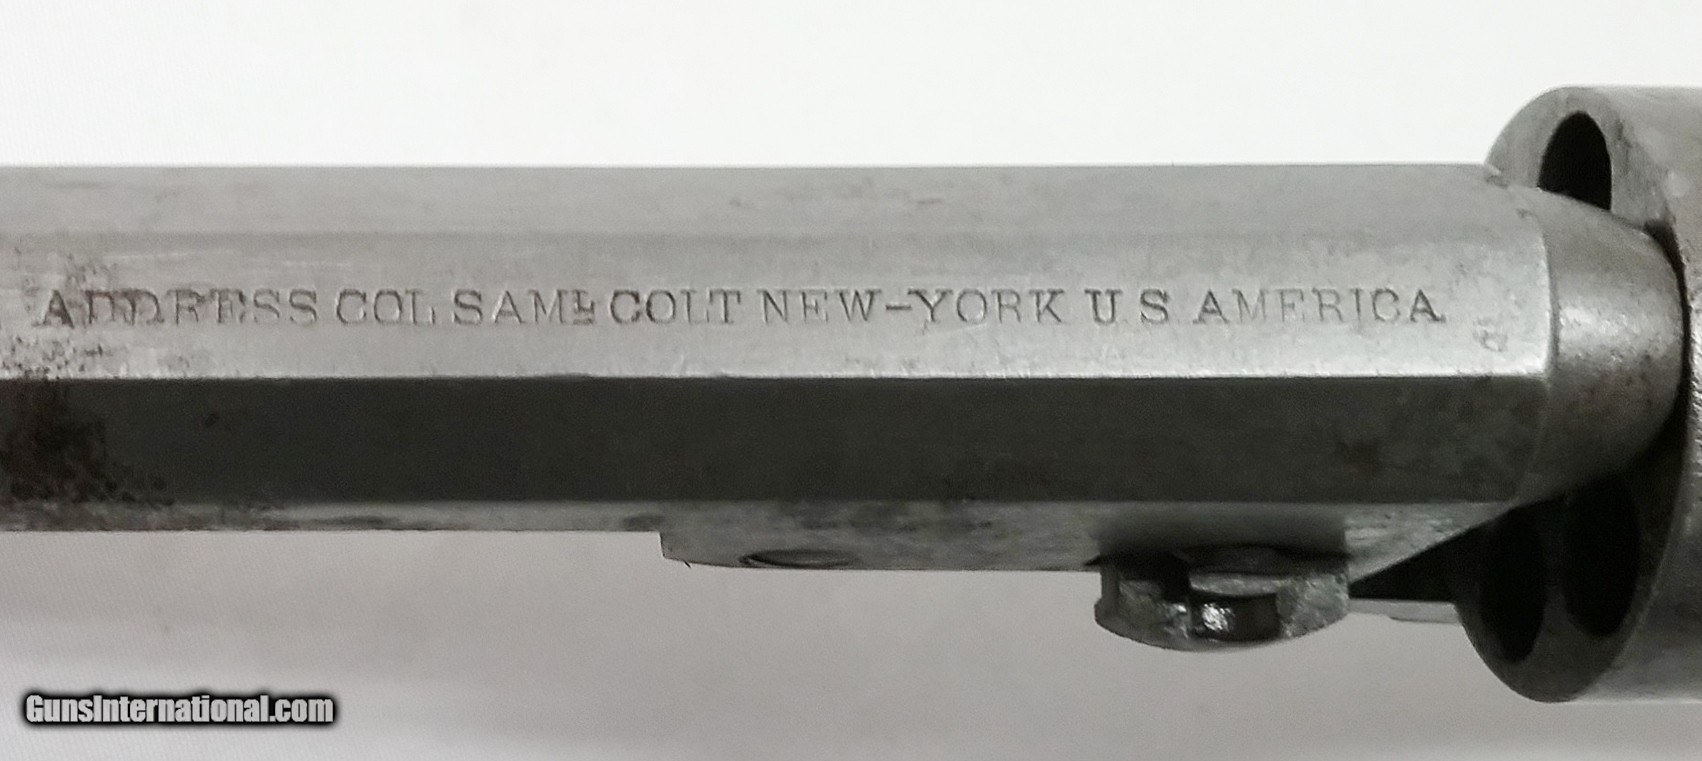 ADDRESS COL SAMᴸ COLT NEW-YORK U.S. AMERICA
GunsInternational.com